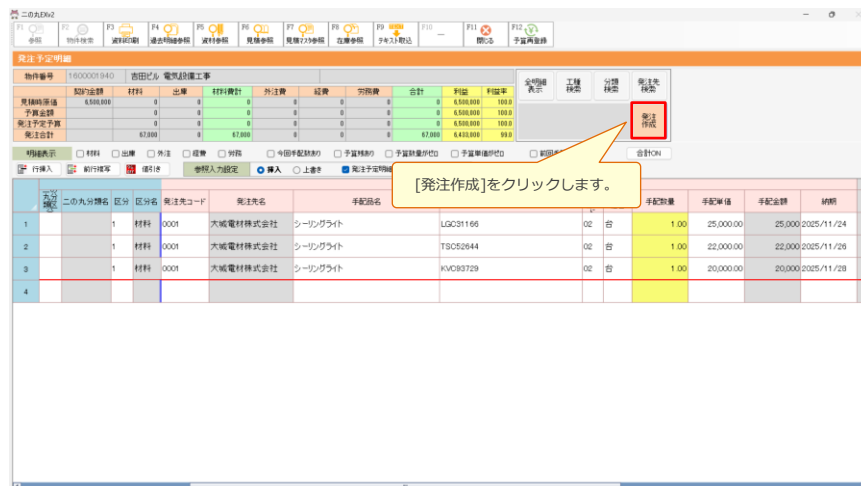 二の丸EXv2
F1 参照 F2 物件検索 F3 資料印刷 F4 過去明細参照 F5 資材参照 F6 見積参照 F7 見積マスタ参照 F8 在庫参照 F9 テキスト取込 F10 F11 閉じる F12 予算再登録
発注予定明細
物件番号 1600001940 吉田ビル 電気設備工事
全明細表示 工種検索 分類検索 発注先検索
契約金額 材料 出庫 材料費計 外注費 経費 労務費 合計 利益 利益率
見積時原価 6,500,000 0 0 0 0 0 0 0 6,500,000 100.0
予算金額 0 0 0 0 0 0 0 6,500,000 100.0
発注作成
発注予定予算 0 0 0 0 0 0 0 6,500,000 100.0
発注合計 67,000 0 67,000 0 0 0 67,000 6,433,000 99.0
明細表示 材料 出庫 外注 経費 労務 今回手配数あり 予算残あり 予算数量がゼロ 予算単価がゼロ 合計ON
行挿入 前行複写 値引き 参照入力設定 挿入 上書き 発注予定明細
[発注作成]をクリックします。
二の丸分類名 区分 区分名 発注先コード 発注先名 手配品名 手配数量 手配単価 手配金額 納期
1 1 材料 0001 大城電材株式会社 シーリングライト LGC31166 02 台 1.00 25,000.00 25,000 2025/11/24
2 1 材料 0001 大城電材株式会社 シーリングライト TSO52644 02 台 1.00 22,000.00 22,000 2025/11/26
3 1 材料 0001 大城電材株式会社 シーリングライト KVC93729 02 台 1.00 20,000.00 20,000 2025/11/28
4